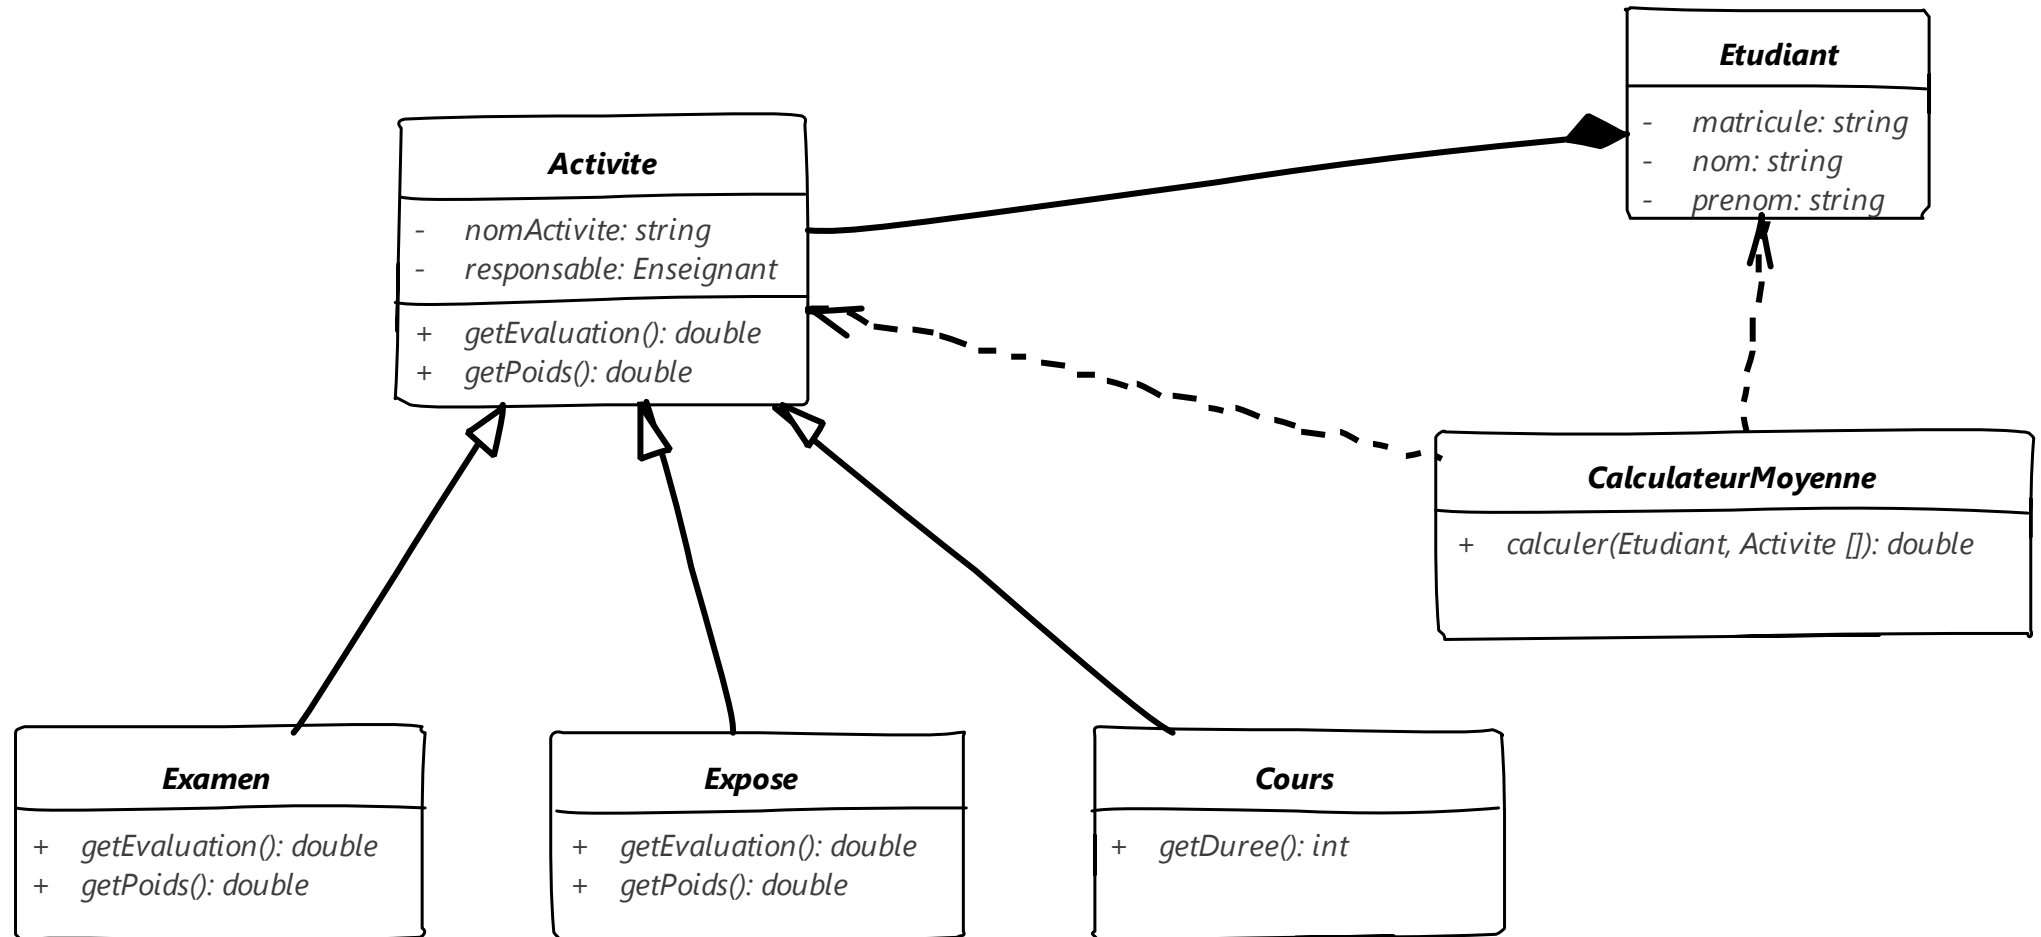 Etudiant
- matricule: string
- nom: string
- prenom: string
Activite
- nomActivite: string
- responsable: Enseignant
+ getEvaluation(): double
+ getPoids(): double
CalculateurMoyenne
+ calculer(Etudiant, Activite []): double
Examen
+ getEvaluation(): double
+ getPoids(): double
Expose
+ getEvaluation(): double
+ getPoids(): double
Cours
+ getDuree(): int